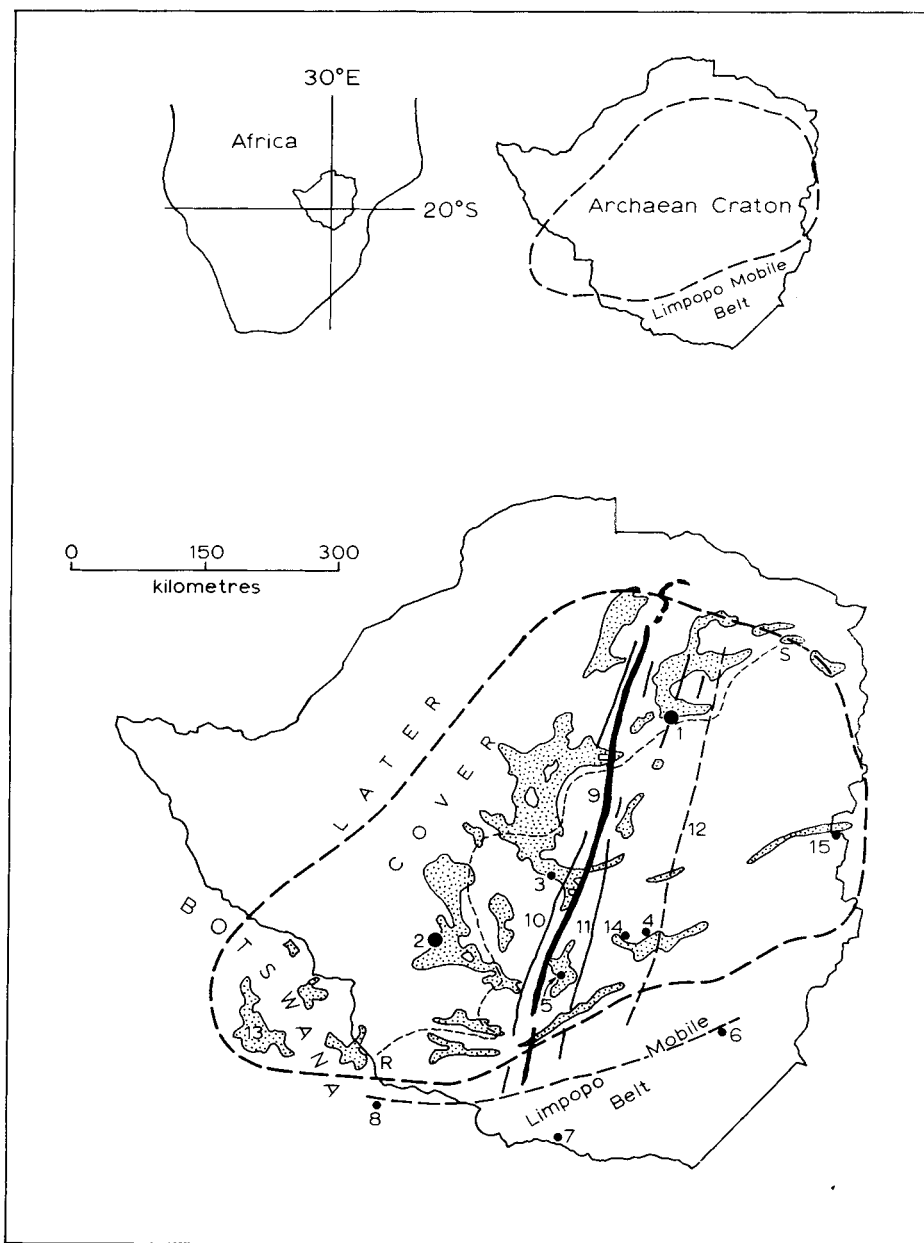 30°E
Africa
20°S
Archaean Craton
Limpopo Mobile
Belt
0 150 300
kilometres
LATER
COVER
BOTSWANA
S
1
9
12
15
3
10
11
14 4
2
5
13
R
6
Limpopo Mobile
Belt
8
7